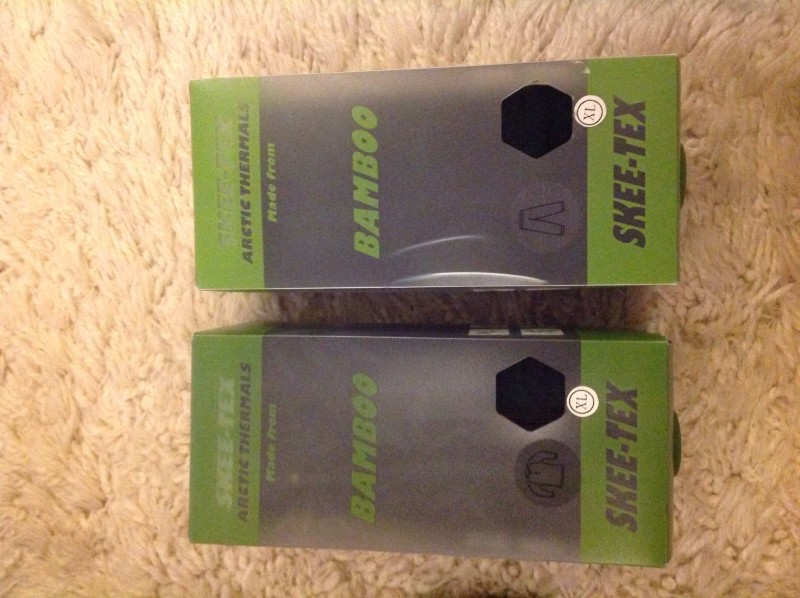 SKEE-TEX
ARCTIC THERMALS
Made from
BAMBOO
XL
SKEE-TEX
SKEE-TEX
ARCTIC THERMALS
Made from
BAMBOO
XL
SKEE-TEX